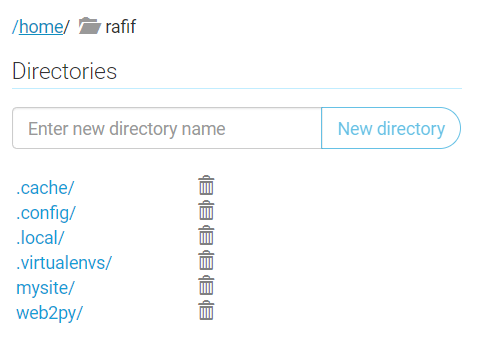 /home/ rafif
Directories
Enter new directory name New directory
.cache/
.config/
.local/
.virtualenvs/
mysite/
web2py/